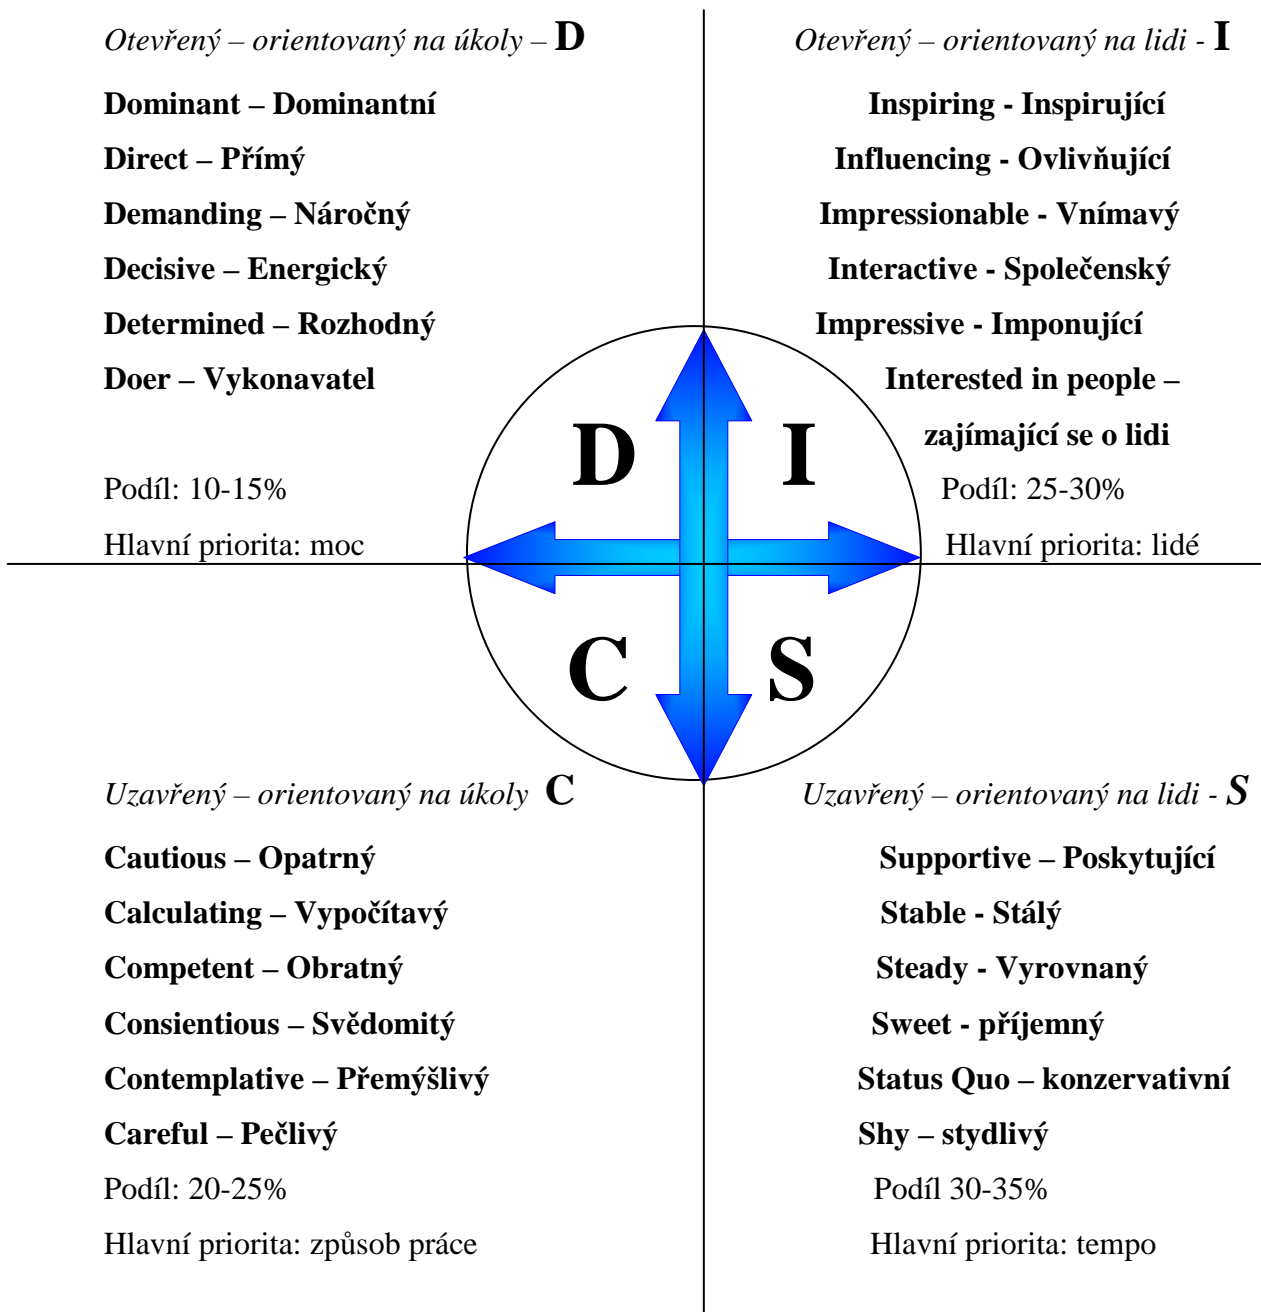 Otevřený – orientovaný na úkoly – D
Dominant – Dominantní
Direct – Přímý
Demanding – Náročný
Decisive – Energický
Determined – Rozhodný
Doer – Vykonavatel
Podíl: 10-15%
Hlavní priorita: moc
Otevřený – orientovaný na lidi - I
Inspiring - Inspirující
Influencing - Ovlivňující
Impressionable - Vnímavý
Interactive - Společenský
Impressive - Imponující
Interested in people –
zajímající se o lidi
Podíl: 25-30%
Hlavní priorita: lidé
D
I
C
S
Uzavřený – orientovaný na úkoly C
Cautious – Opatrný
Calculating – Vypočítavý
Competent – Obratný
Consientious – Svědomitý
Contemplative – Přemýšlivý
Careful – Pečlivý
Podíl: 20-25%
Hlavní priorita: způsob práce
Uzavřený – orientovaný na lidi - S
Supportive – Poskytující
Stable - Stálý
Steady - Vyrovnaný
Sweet - příjemný
Status Quo – konzervativní
Shy – stydlivý
Podíl 30-35%
Hlavní priorita: tempo